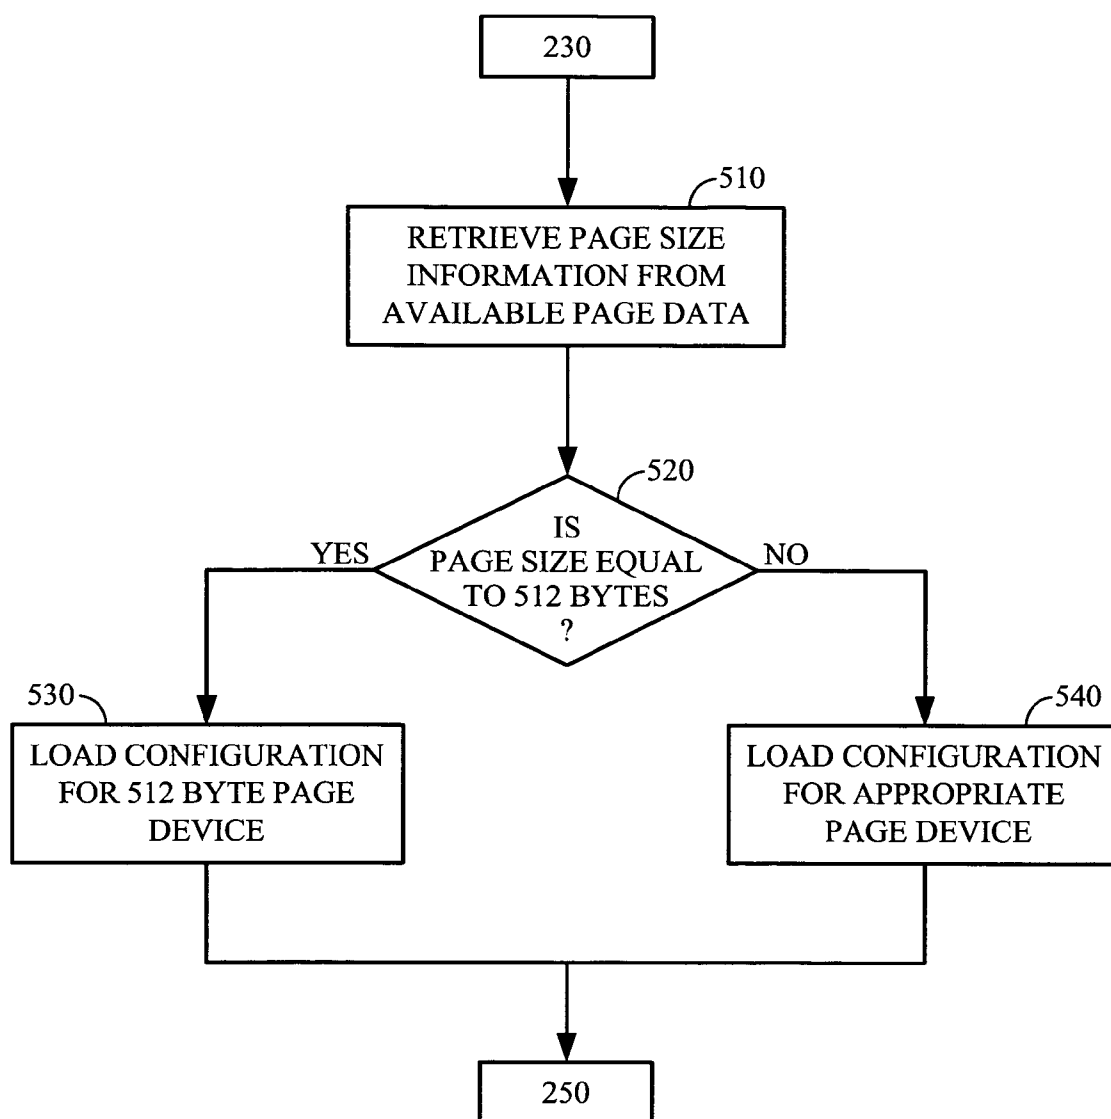 230
510
RETRIEVE PAGE SIZE
INFORMATION FROM
AVAILABLE PAGE DATA
520
IS
PAGE SIZE EQUAL
TO 512 BYTES
?
YES
NO
530
LOAD CONFIGURATION
FOR 512 BYTE PAGE
DEVICE
540
LOAD CONFIGURATION
FOR APPROPRIATE
PAGE DEVICE
250